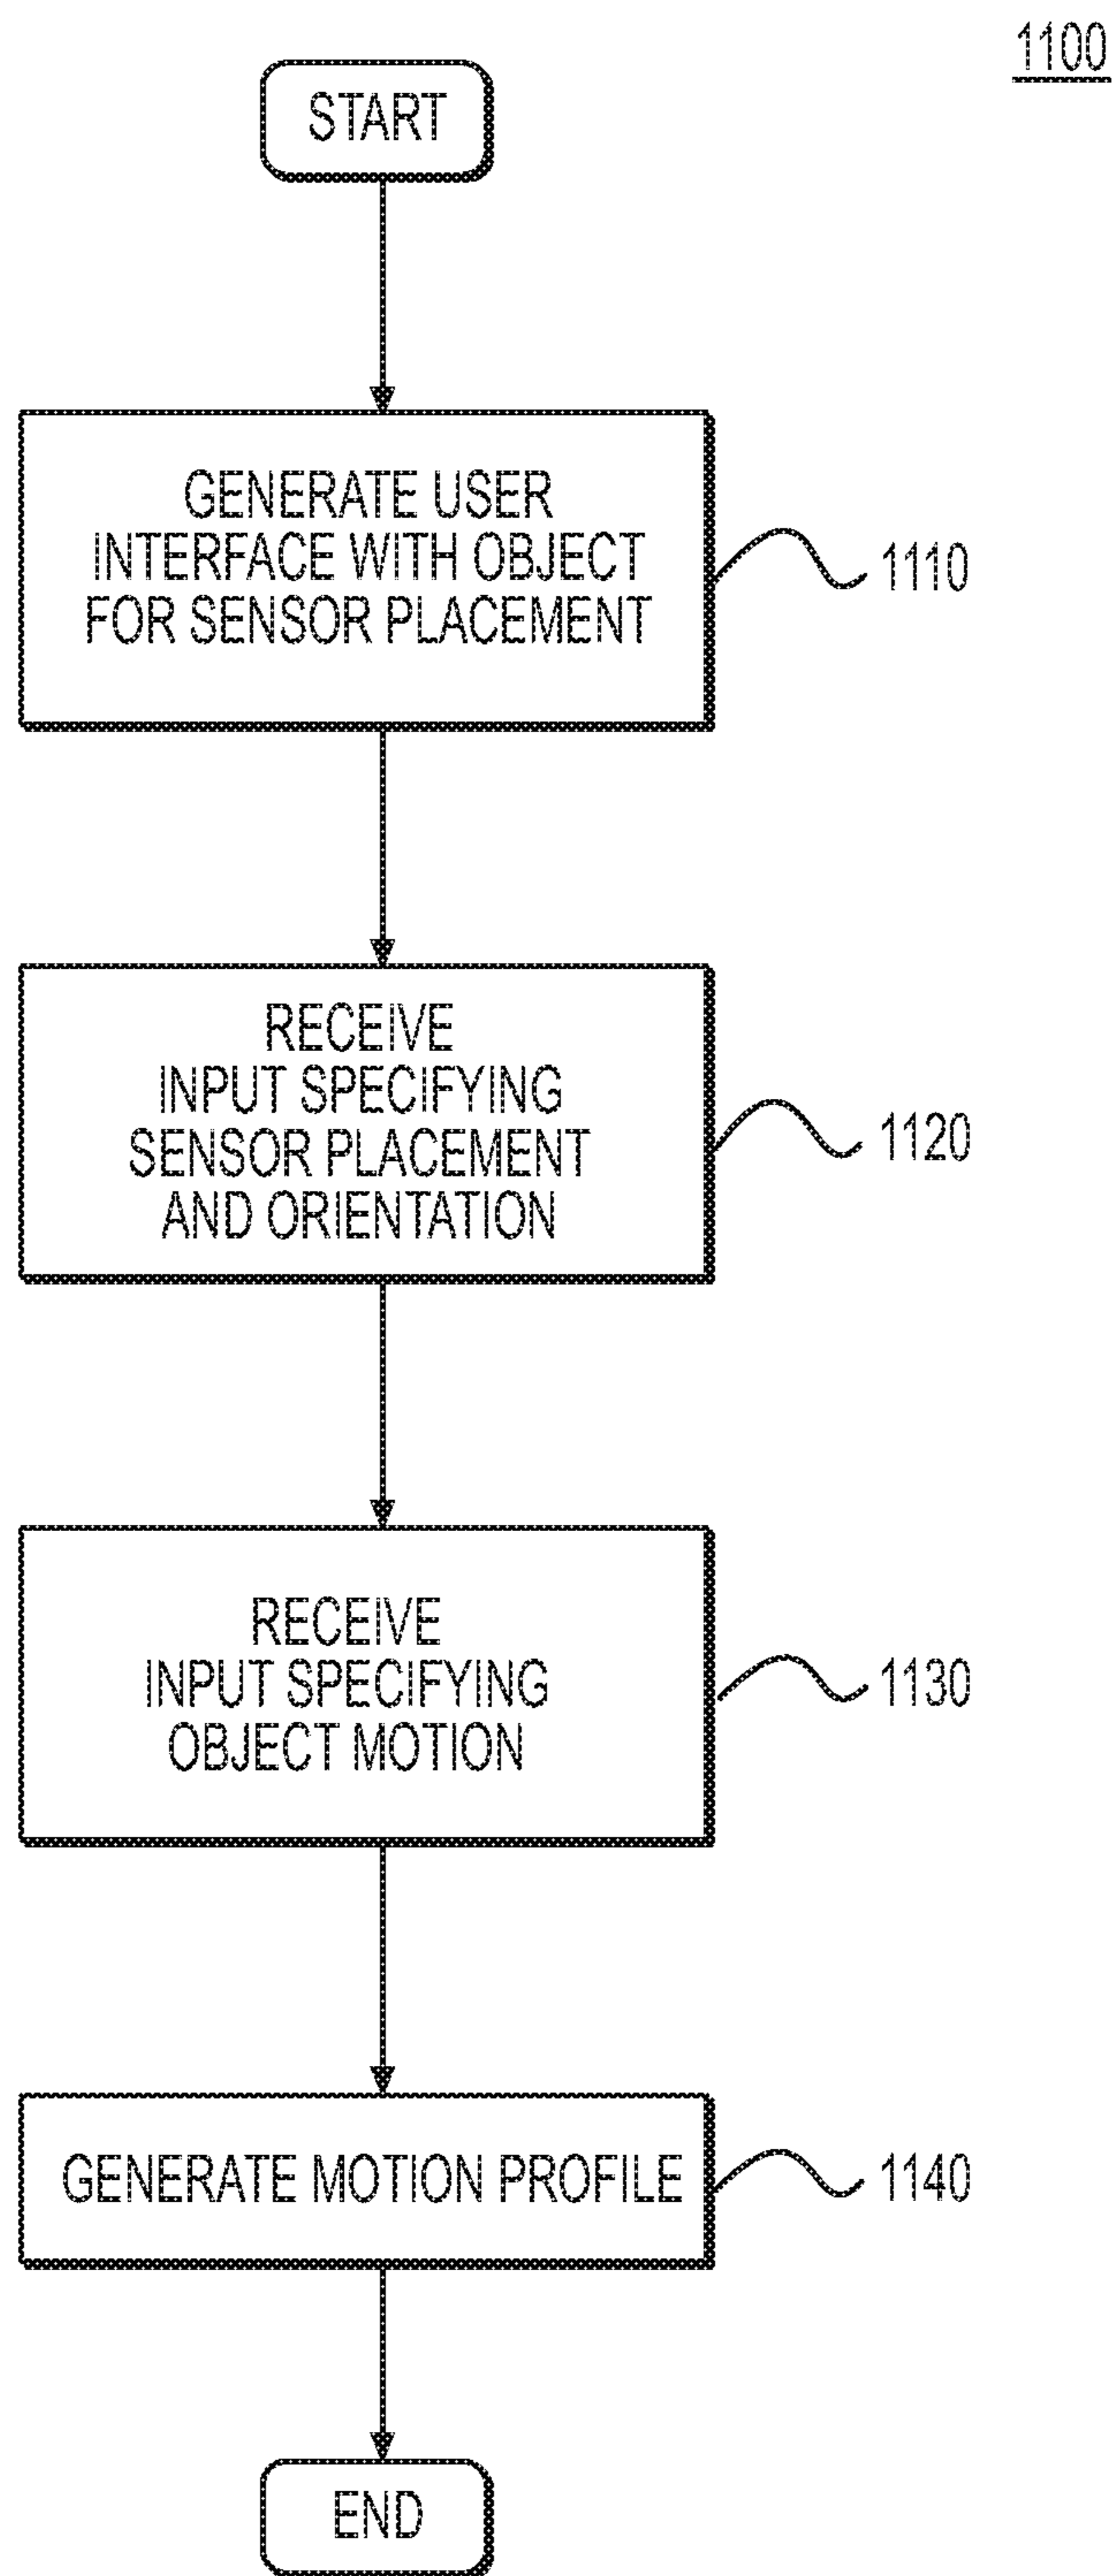 1100
START
GENERATE USER
INTERFACE WITH OBJECT
FOR SENSOR PLACEMENT
1110
RECEIVE
INPUT SPECIFYING
SENSOR PLACEMENT
AND ORIENTATION
1120
RECEIVE
INPUT SPECIFYING
OBJECT MOTION
1130
GENERATE MOTION PROFILE
1140
END